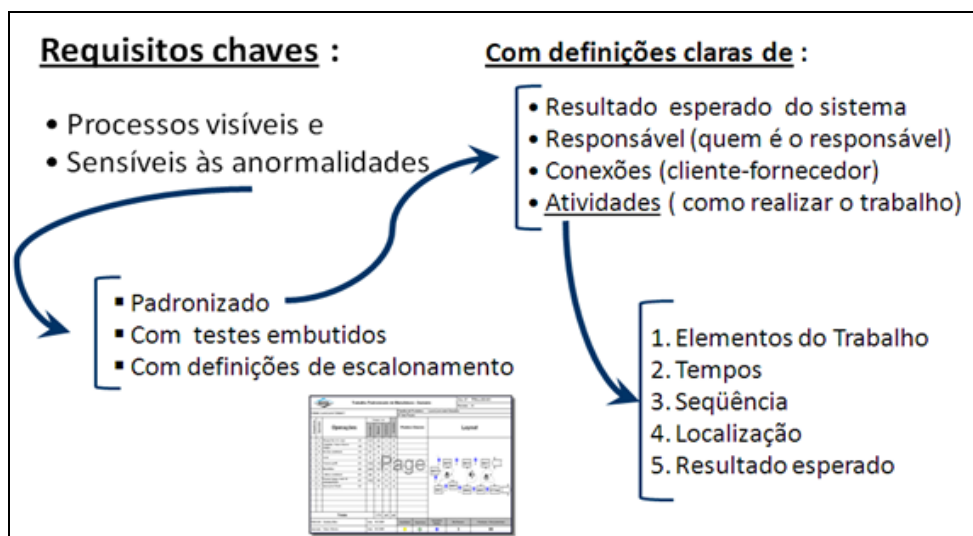 Requisitos chaves :
• Processos visíveis e
• Sensíveis às anormalidades
▪ Padronizado
▪ Com testes embutidos
▪ Com definições de escalonamento
Com definições claras de :
• Resultado esperado do sistema
• Responsável (quem é o responsável)
• Conexões (cliente-fornecedor)
• Atividades ( como realizar o trabalho)
1. Elementos do Trabalho
2. Tempos
3. Seqüência
4. Localização
5. Resultado esperado
Operações
Layout
Page